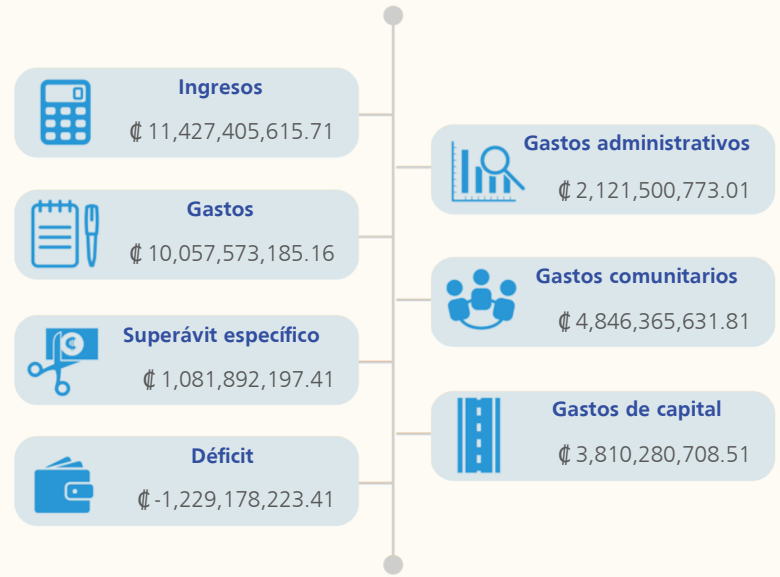 Ingresos
₡ 11,427,405,615.71
Gastos
₡ 10,057,573,185.16
Superávit específico
₡ 1,081,892,197.41
Déficit
₡ -1,229,178,223.41
Gastos administrativos
₡ 2,121,500,773.01
Gastos comunitarios
₡ 4,846,365,631.81
Gastos de capital
₡ 3,810,280,708.51